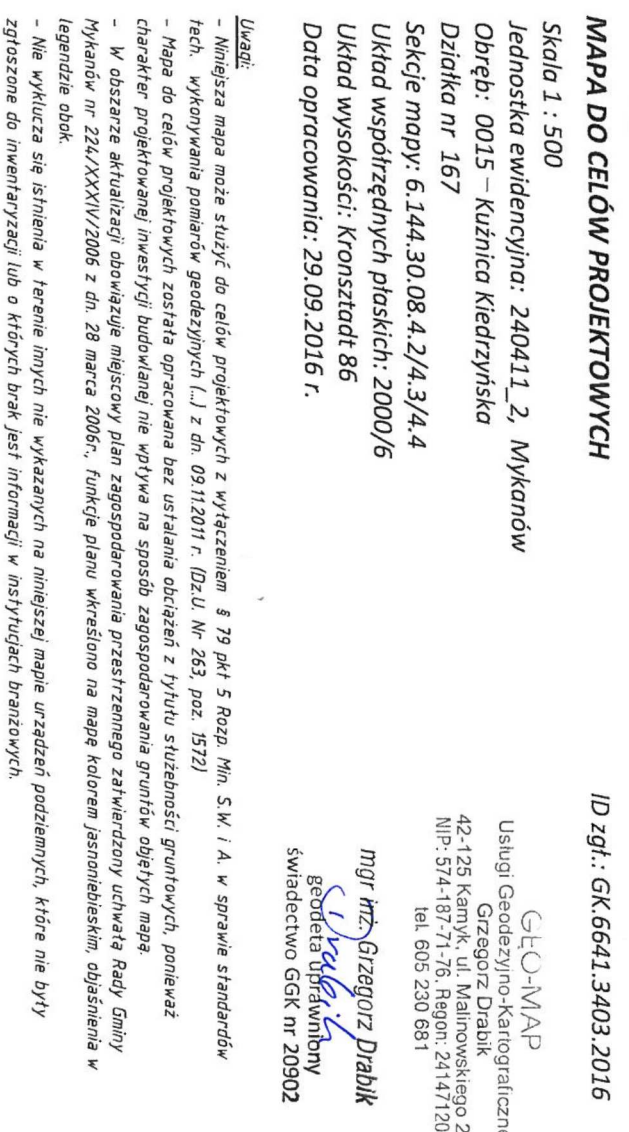 MAPA DO CELÓW PROJEKTOWYCH
ID zgł.: GK.6641.3403.2016
Skala 1 : 500
Jednostka ewidencyjna: 240411_2, Mykanów
Obręb: 0015 – Kuźnica Kiedrzyńska
Działka nr 167
Sekcje mapy: 6.144.30.08.4.2/4.3/4.4
Układ współrzędnych płaskich: 2000/6
Układ wysokości: Kronsztadt 86
Data opracowania: 29.09.2016 r.
GEO-MAP
Usługi Geodezyjno-Kartograficzne
Grzegorz Drabik
42-125 Kamyk, ul. Malinowskiego 2
NIP: 574-187-71-76, Regon: 24147120
tel. 605 230 681
mgr inż. Grzegorz Drabik
Drabik
geodeta uprawniony
świadectwo GGK nr 20902
Uwagi:
- Niniejsza mapa może służyć do celów projektowych z wyłączeniem § 79 pkt 5 Rozp. Min. S.W. i A. w sprawie standardów
tech. wykonywania pomiarów geodezyjnych (...) z dn. 09.11.2011 r. (Dz.U. Nr 263, poz. 1572)
- Mapa do celów projektowych została opracowana bez ustalania obciążeń z tytułu służebności gruntowych, ponieważ
charakter projektowanej inwestycji budowlanej nie wpływa na sposób zagospodarowania gruntów objętych mapą.
- W obszarze aktualizacji obowiązuje miejscowy plan zagospodarowania przestrzennego zatwierdzony uchwałą Rady Gminy
Mykanów nr 224/XXXIV/2006 z dn. 28 marca 2006r., funkcje planu wkreślono na mapę kolorem jasnoniebieskim, objaśnienia w
legendzie obok.
- Nie wyklucza się istnienia w terenie innych nie wykazanych na niniejszej mapie urządzeń podziemnych, które nie były
zgłoszone do inwentaryzacji lub o których brak jest informacji w instytucjach branżowych.